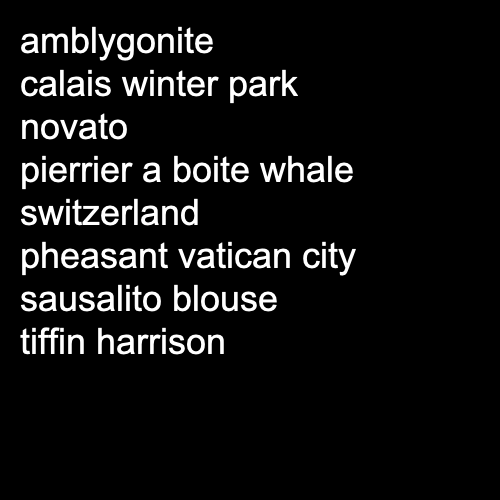 amblygonite
calais winter park
novato
pierrier a boite whale
switzerland
pheasant vatican city
sausalito blouse
tiffin harrison